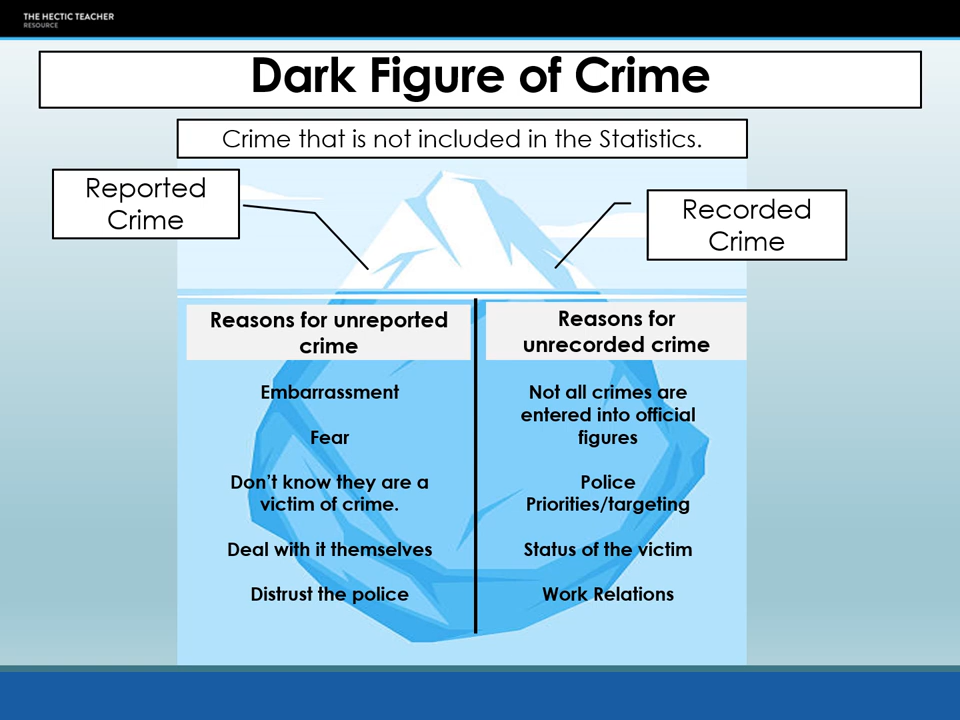 THE HECTIC TEACHER
RESOURCE
Dark Figure of Crime
Crime that is not included in the Statistics.
Reported
Crime
Recorded
Crime
Reasons for unreported
crime
Embarrassment
Fear
Don’t know they are a
victim of crime.
Deal with it themselves
Distrust the police
Reasons for
unrecorded crime
Not all crimes are
entered into official
figures
Police
Priorities/targeting
Status of the victim
Work Relations